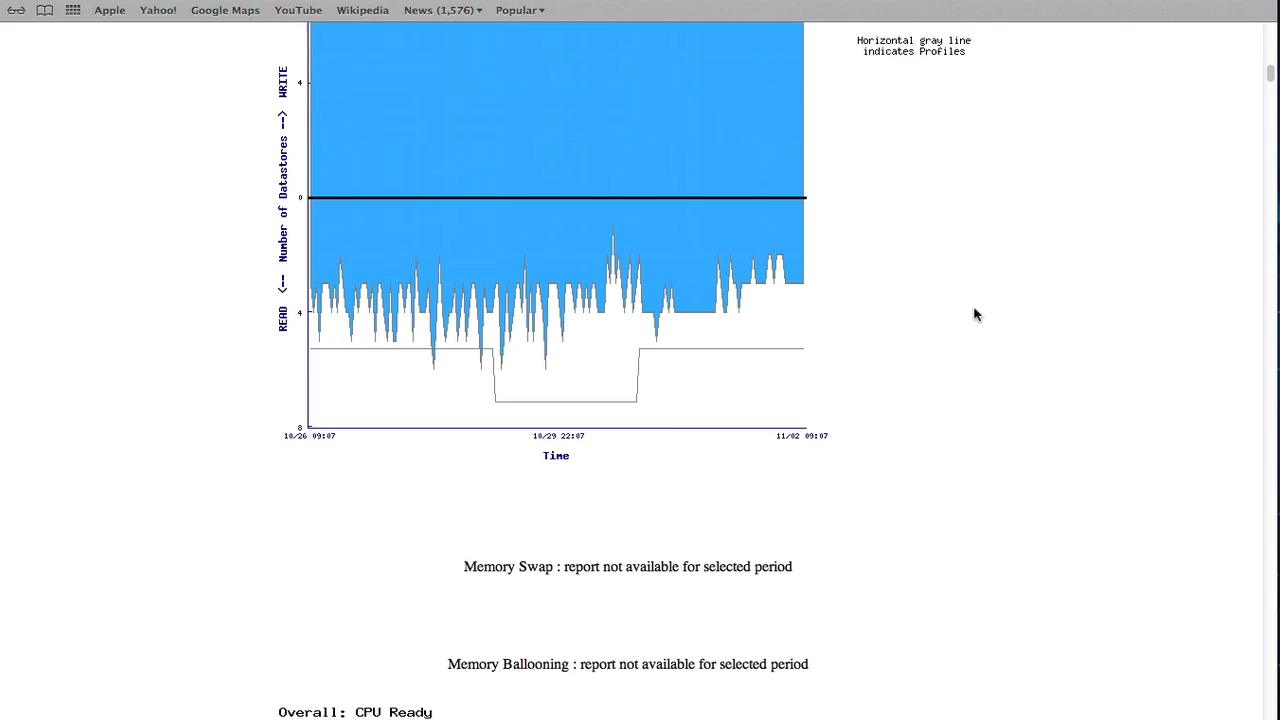 Apple Yahoo! Google Maps YouTube Wikipedia News (1,576) Popular
Horizontal gray line
indicates Profiles
READ <-- Number of Datastores --> WRITE
4
0
4
8
10/26 09:07 10/29 22:07 11/02 09:07
Time
Memory Swap : report not available for selected period
Memory Ballooning : report not available for selected period
Overall: CPU Ready